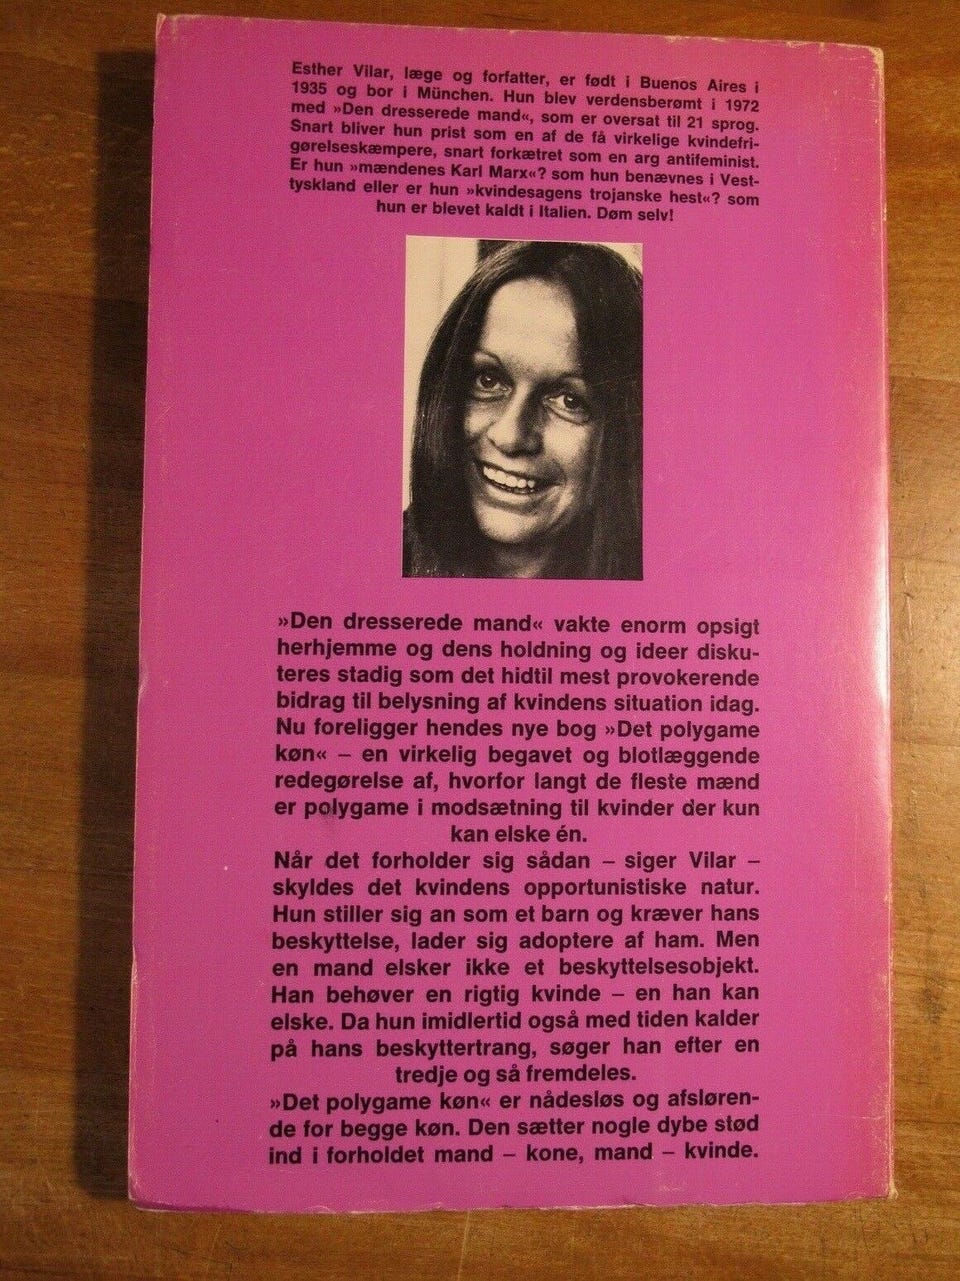 Esther Vilar, læge og forfatter, er født i Buenos Aires i
1935 og bor i München. Hun blev verdensberømt i 1972
med »Den dresserede mand«, som er oversat til 21 sprog.
Snart bliver hun prist som en af de få virkelige kvindefri-
gørelseskæmpere, snart forkætret som en arg antifeminist.
Er hun »mændenes Karl Marx«? som hun benævnes i Vest-
tyskland eller er hun »kvindesagens trojanske hest«? som
hun er blevet kaldt i Italien. Døm selv!
»Den dresserede mand« vakte enorm opsigt
herhjemme og dens holdning og ideer disku-
teres stadig som det hidtil mest provokerende
bidrag til belysning af kvindens situation idag.
Nu foreligger hendes nye bog »Det polygame
køn« – en virkelig begavet og blotlæggende
redegørelse af, hvorfor langt de fleste mænd
er polygame i modsætning til kvinder der kun
kan elske én.
Når det forholder sig sådan – siger Vilar –
skyldes det kvindens opportunistiske natur.
Hun stiller sig an som et barn og kræver hans
beskyttelse, lader sig adoptere af ham. Men
en mand elsker ikke et beskyttelsesobjekt.
Han behøver en rigtig kvinde – en han kan
elske. Da hun imidlertid også med tiden kalder
på hans beskyttertrang, søger han efter en
tredje og så fremdeles.
»Det polygame køn« er nådesløs og afsløren-
de for begge køn. Den sætter nogle dybe stød
ind i forholdet mand – kone, mand – kvinde.